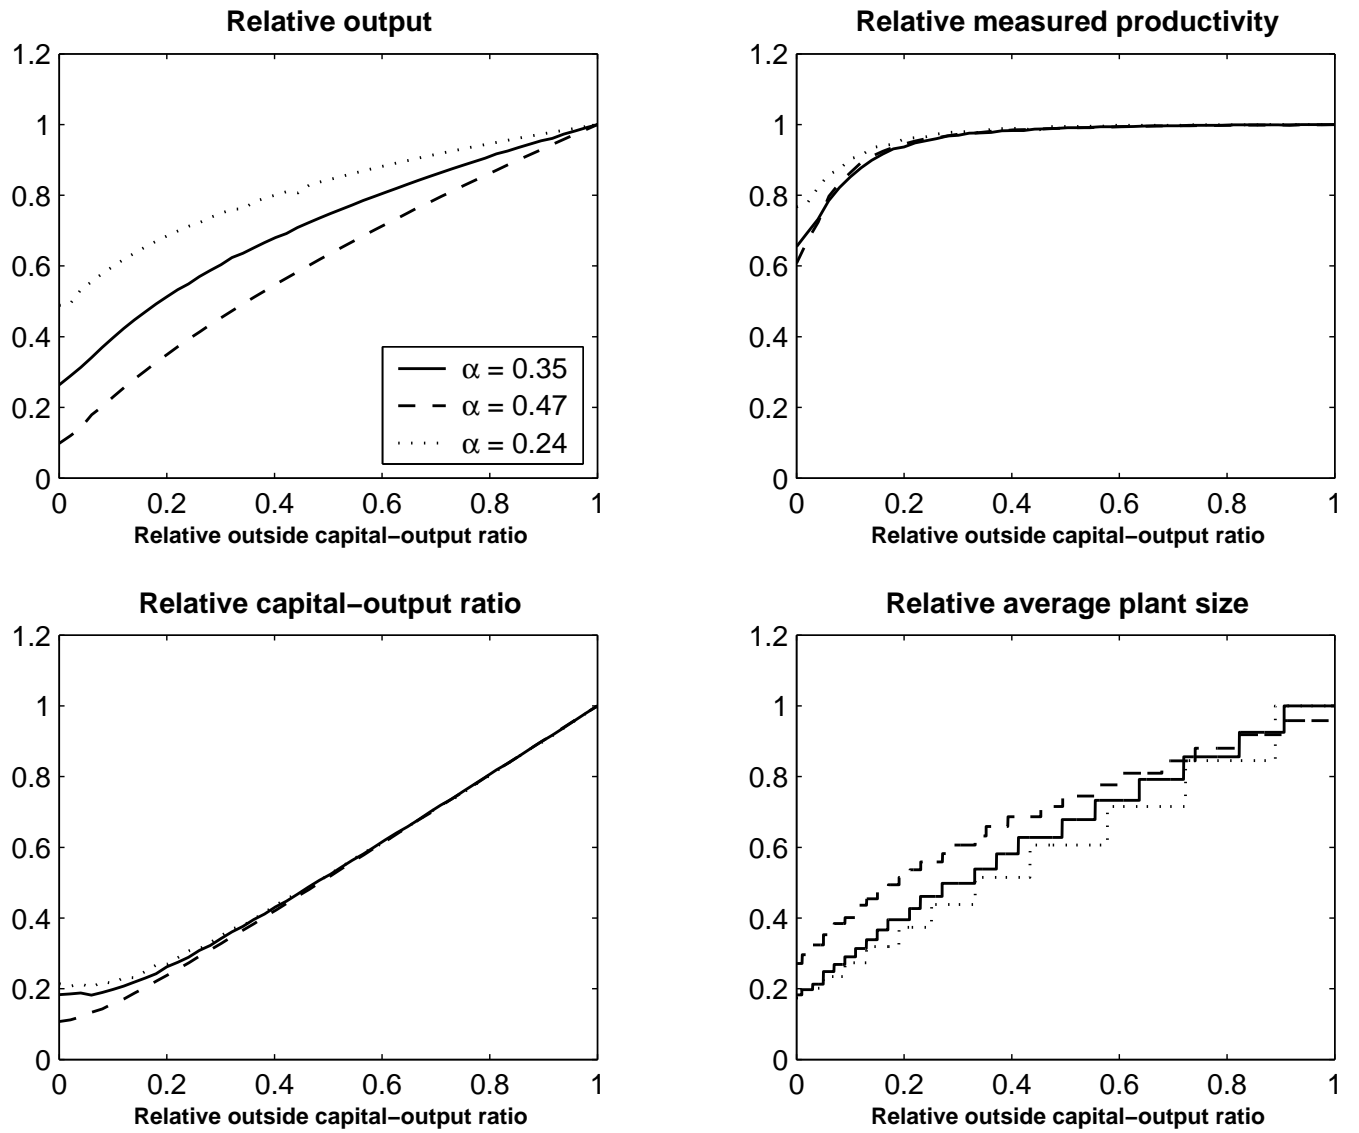 Relative output
1.2
1
0.8
0.6
0.4
0.2
0
0 0.2 0.4 0.6 0.8 1
Relative outside capital–output ratio
α = 0.35
α = 0.47
α = 0.24
Relative measured productivity
1.2
1
0.8
0.6
0.4
0.2
0
0 0.2 0.4 0.6 0.8 1
Relative outside capital–output ratio
Relative capital–output ratio
1.2
1
0.8
0.6
0.4
0.2
0
0 0.2 0.4 0.6 0.8 1
Relative outside capital–output ratio
Relative average plant size
1.2
1
0.8
0.6
0.4
0.2
0
0 0.2 0.4 0.6 0.8 1
Relative outside capital–output ratio